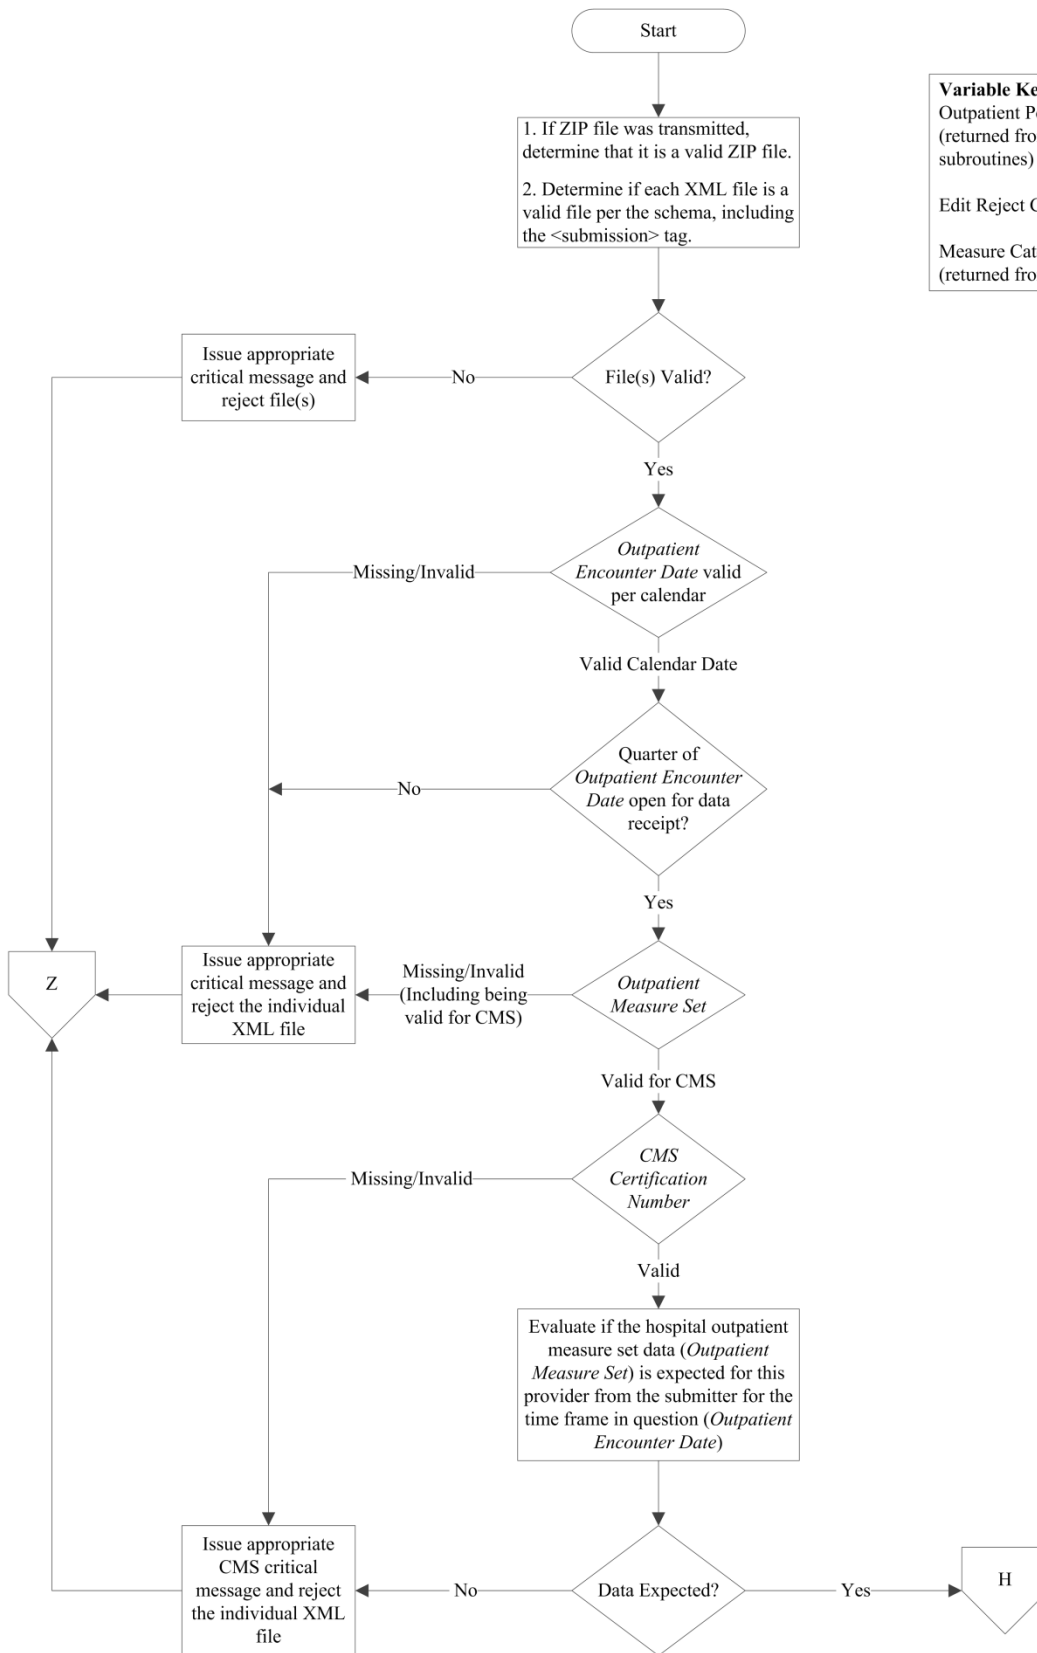 Start
Variable Ke
Outpatient P
(returned fro
subroutines)
Edit Reject C
Measure Cat
(returned fro
1. If ZIP file was transmitted,
determine that it is a valid ZIP file.
2. Determine if each XML file is a
valid file per the schema, including
the <submission> tag.
Issue appropriate
critical message and
reject file(s)
No
File(s) Valid?
Yes
Missing/Invalid
Outpatient
Encounter Date valid
per calendar
Valid Calendar Date
No
Quarter of
Outpatient Encounter
Date open for data
receipt?
Yes
Z
Issue appropriate
critical message and
reject the individual
XML file
Missing/Invalid
(Including being
valid for CMS)
Outpatient
Measure Set
Valid for CMS
Missing/Invalid
CMS
Certification
Number
Valid
Evaluate if the hospital outpatient
measure set data (Outpatient
Measure Set) is expected for this
provider from the submitter for the
time frame in question (Outpatient
Encounter Date)
Issue appropriate
CMS critical
message and reject
the individual XML
file
No
Data Expected?
Yes
H